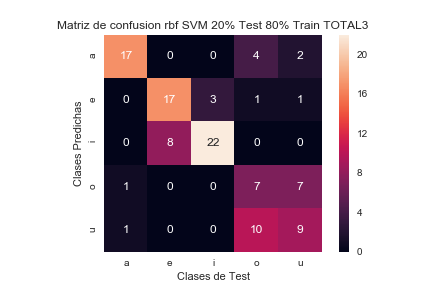 Matriz de confusion rbf SVM 20% Test 80% Train TOTAL3
Clases Predichas
a 17 0 0 4 2
e 0 17 3 1 1
i 0 8 22 0 0
o 1 0 0 7 7
u 1 0 0 10 9
a e i o u
Clases de Test
20
16
12
8
4
0